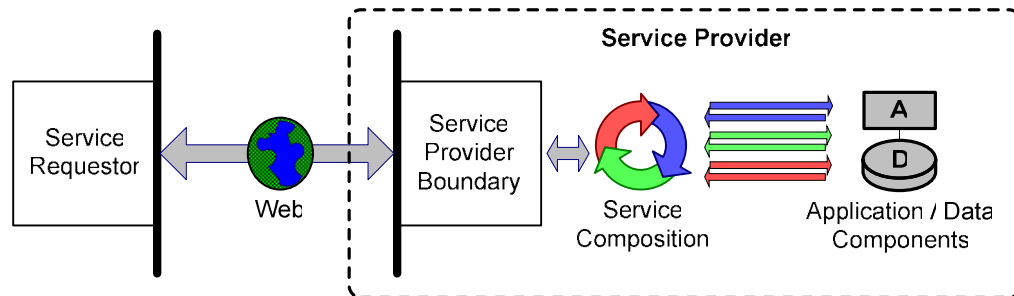 Service Provider
Service
Requestor
Web
Service
Provider
Boundary
Service
Composition
A
D
Application / Data
Components